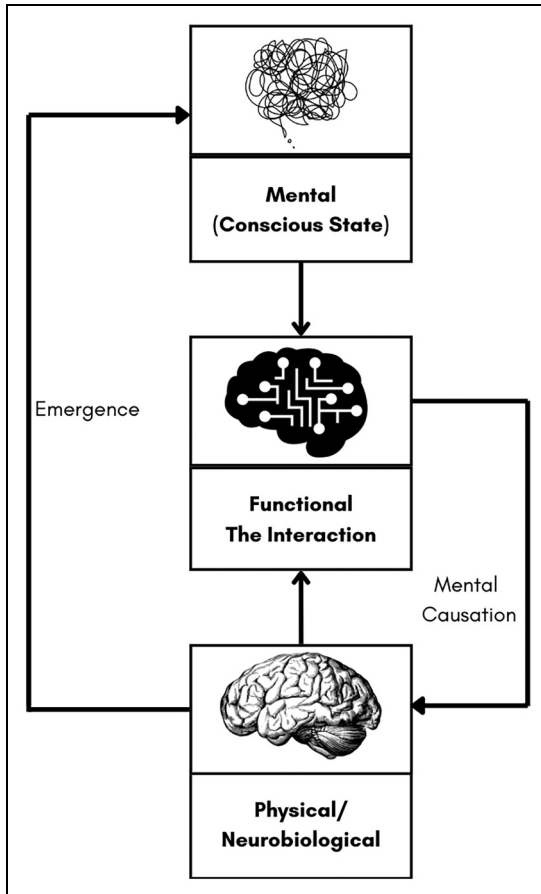 Mental
(Conscious State)
Emergence
Functional
The Interaction
Mental
Causation
Physical/
Neurobiological